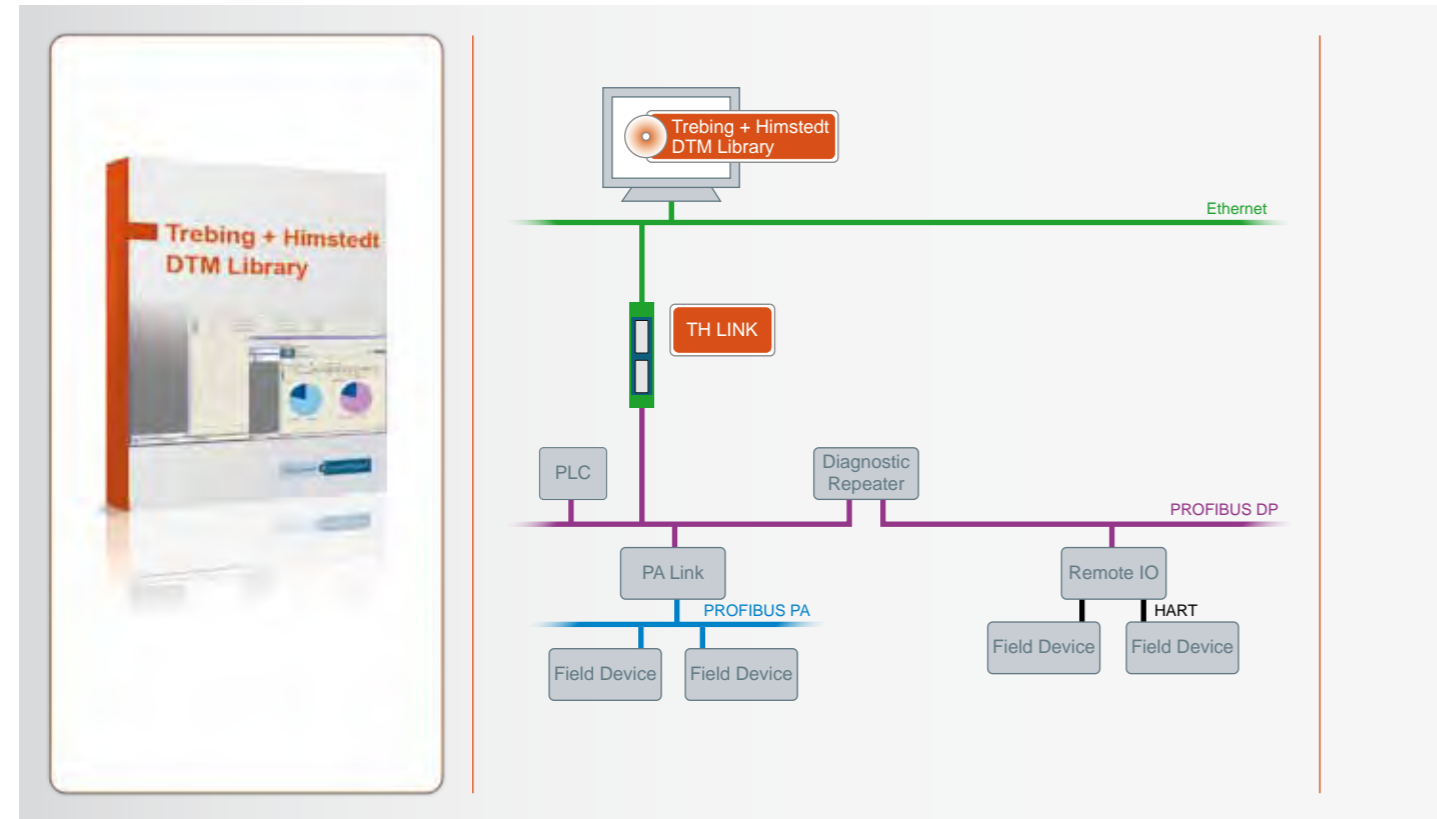 Trebing + Himstedt
DTM Library
Trebing + Himstedt
DTM Library
Ethernet
TH LINK
PLC
Diagnostic
Repeater
PROFIBUS DP
PA Link
Remote IO
PROFIBUS PA
HART
Field Device
Field Device
Field Device
Field Device